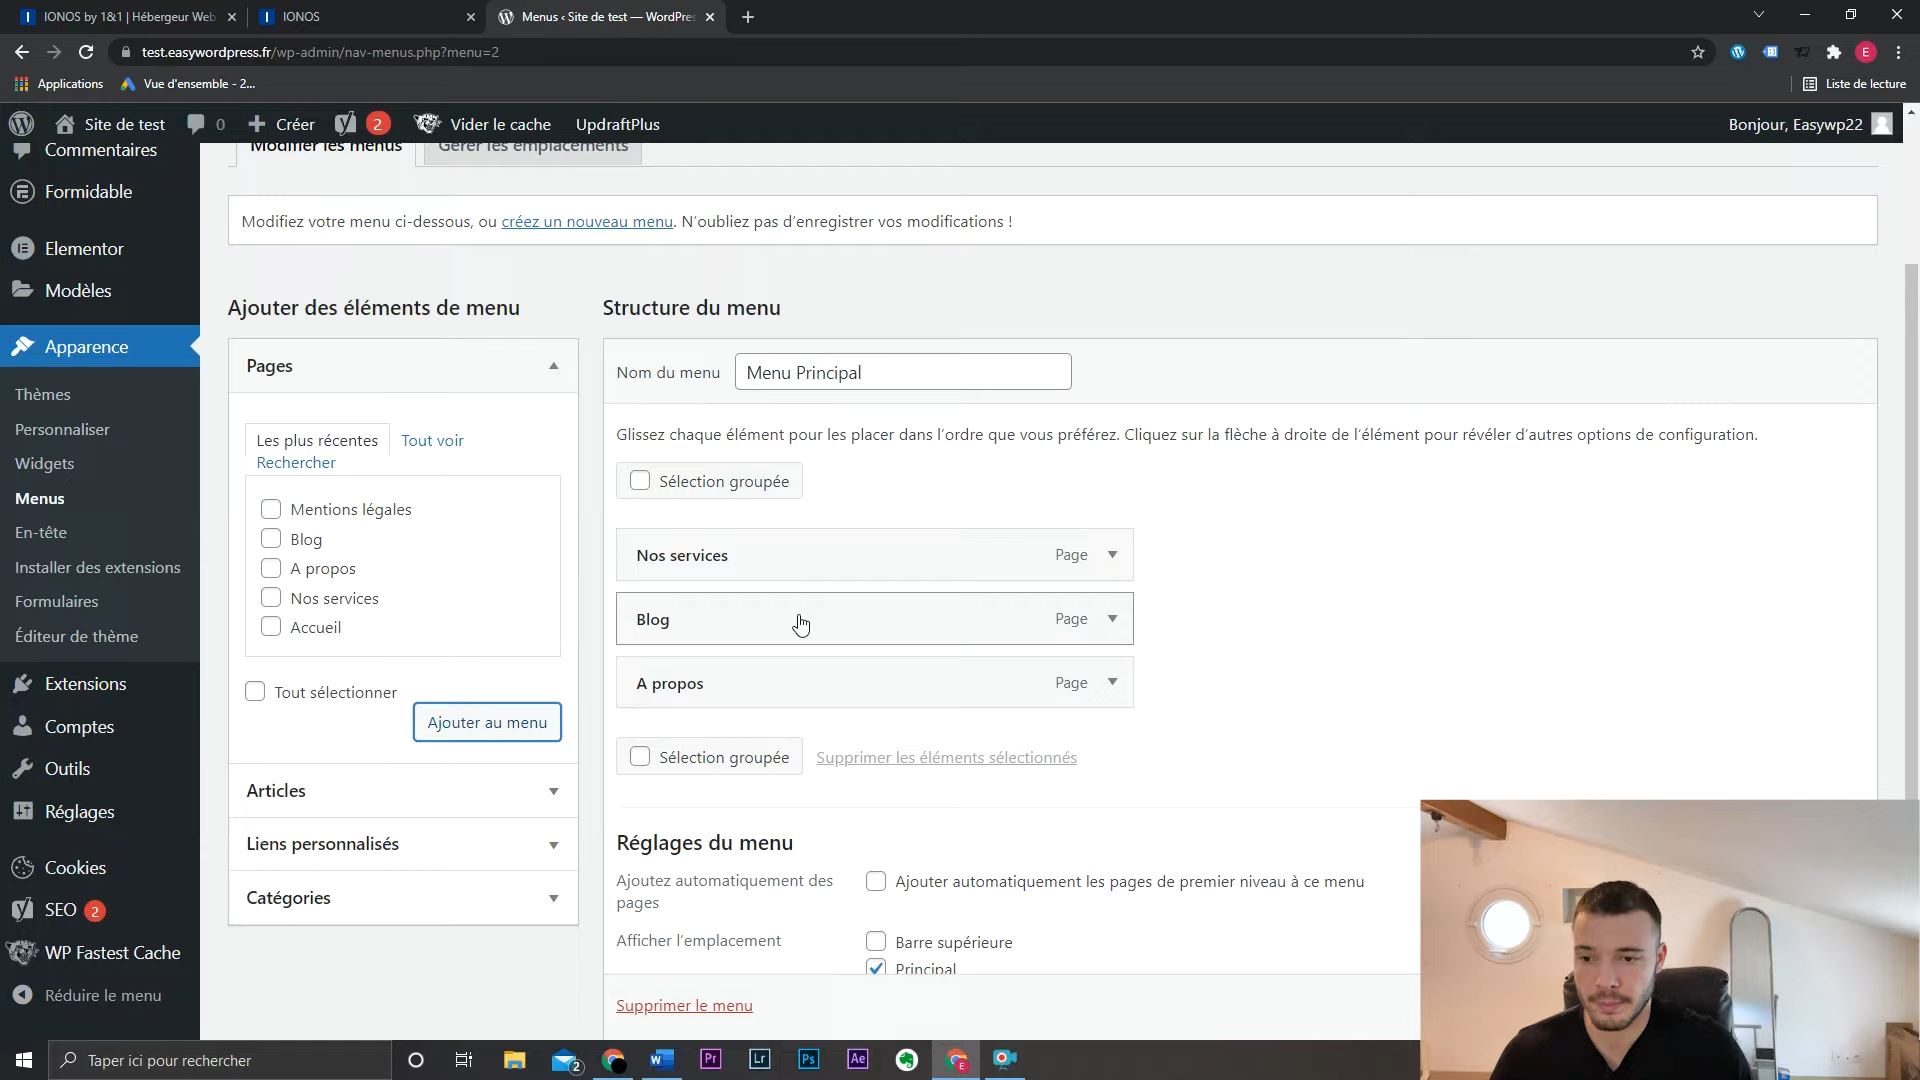 IONOS by 1&1 | Hébergeur Web
IONOS
Menus ‹ Site de test — WordPres
test.easywordpress.fr/wp-admin/nav-menus.php?menu=2
E
Applications
Vue d'ensemble - 2...
Liste de lecture
Site de test
0
Créer
2
Vider le cache
UpdraftPlus
Bonjour, Easywp22
Commentaires
Formidable
Elementor
Modèles
Apparence
Thèmes
Personnaliser
Widgets
Menus
En-tête
Installer des extensions
Formulaires
Éditeur de thème
Extensions
Comptes
Outils
Réglages
Cookies
SEO 2
WP Fastest Cache
Réduire le menu
Modifier les menus
Gérer les emplacements
Modifiez votre menu ci-dessous, ou créez un nouveau menu. N'oubliez pas d'enregistrer vos modifications !
Ajouter des éléments de menu
Pages
Les plus récentes
Tout voir
Rechercher
Mentions légales
Blog
A propos
Nos services
Accueil
Tout sélectionner
Ajouter au menu
Articles
Liens personnalisés
Catégories
Structure du menu
Nom du menu
Menu Principal
Glissez chaque élément pour les placer dans l'ordre que vous préférez. Cliquez sur la flèche à droite de l'élément pour révéler d'autres options de configuration.
Sélection groupée
Nos services Page
Blog Page
A propos Page
Sélection groupée
Supprimer les éléments sélectionnés
Réglages du menu
Ajoutez automatiquement des
pages
Ajouter automatiquement les pages de premier niveau à ce menu
Afficher l'emplacement
Barre supérieure
Principal
Supprimer le menu
Taper ici pour rechercher
2
W
Pr
Lr
Ps
Ae
E